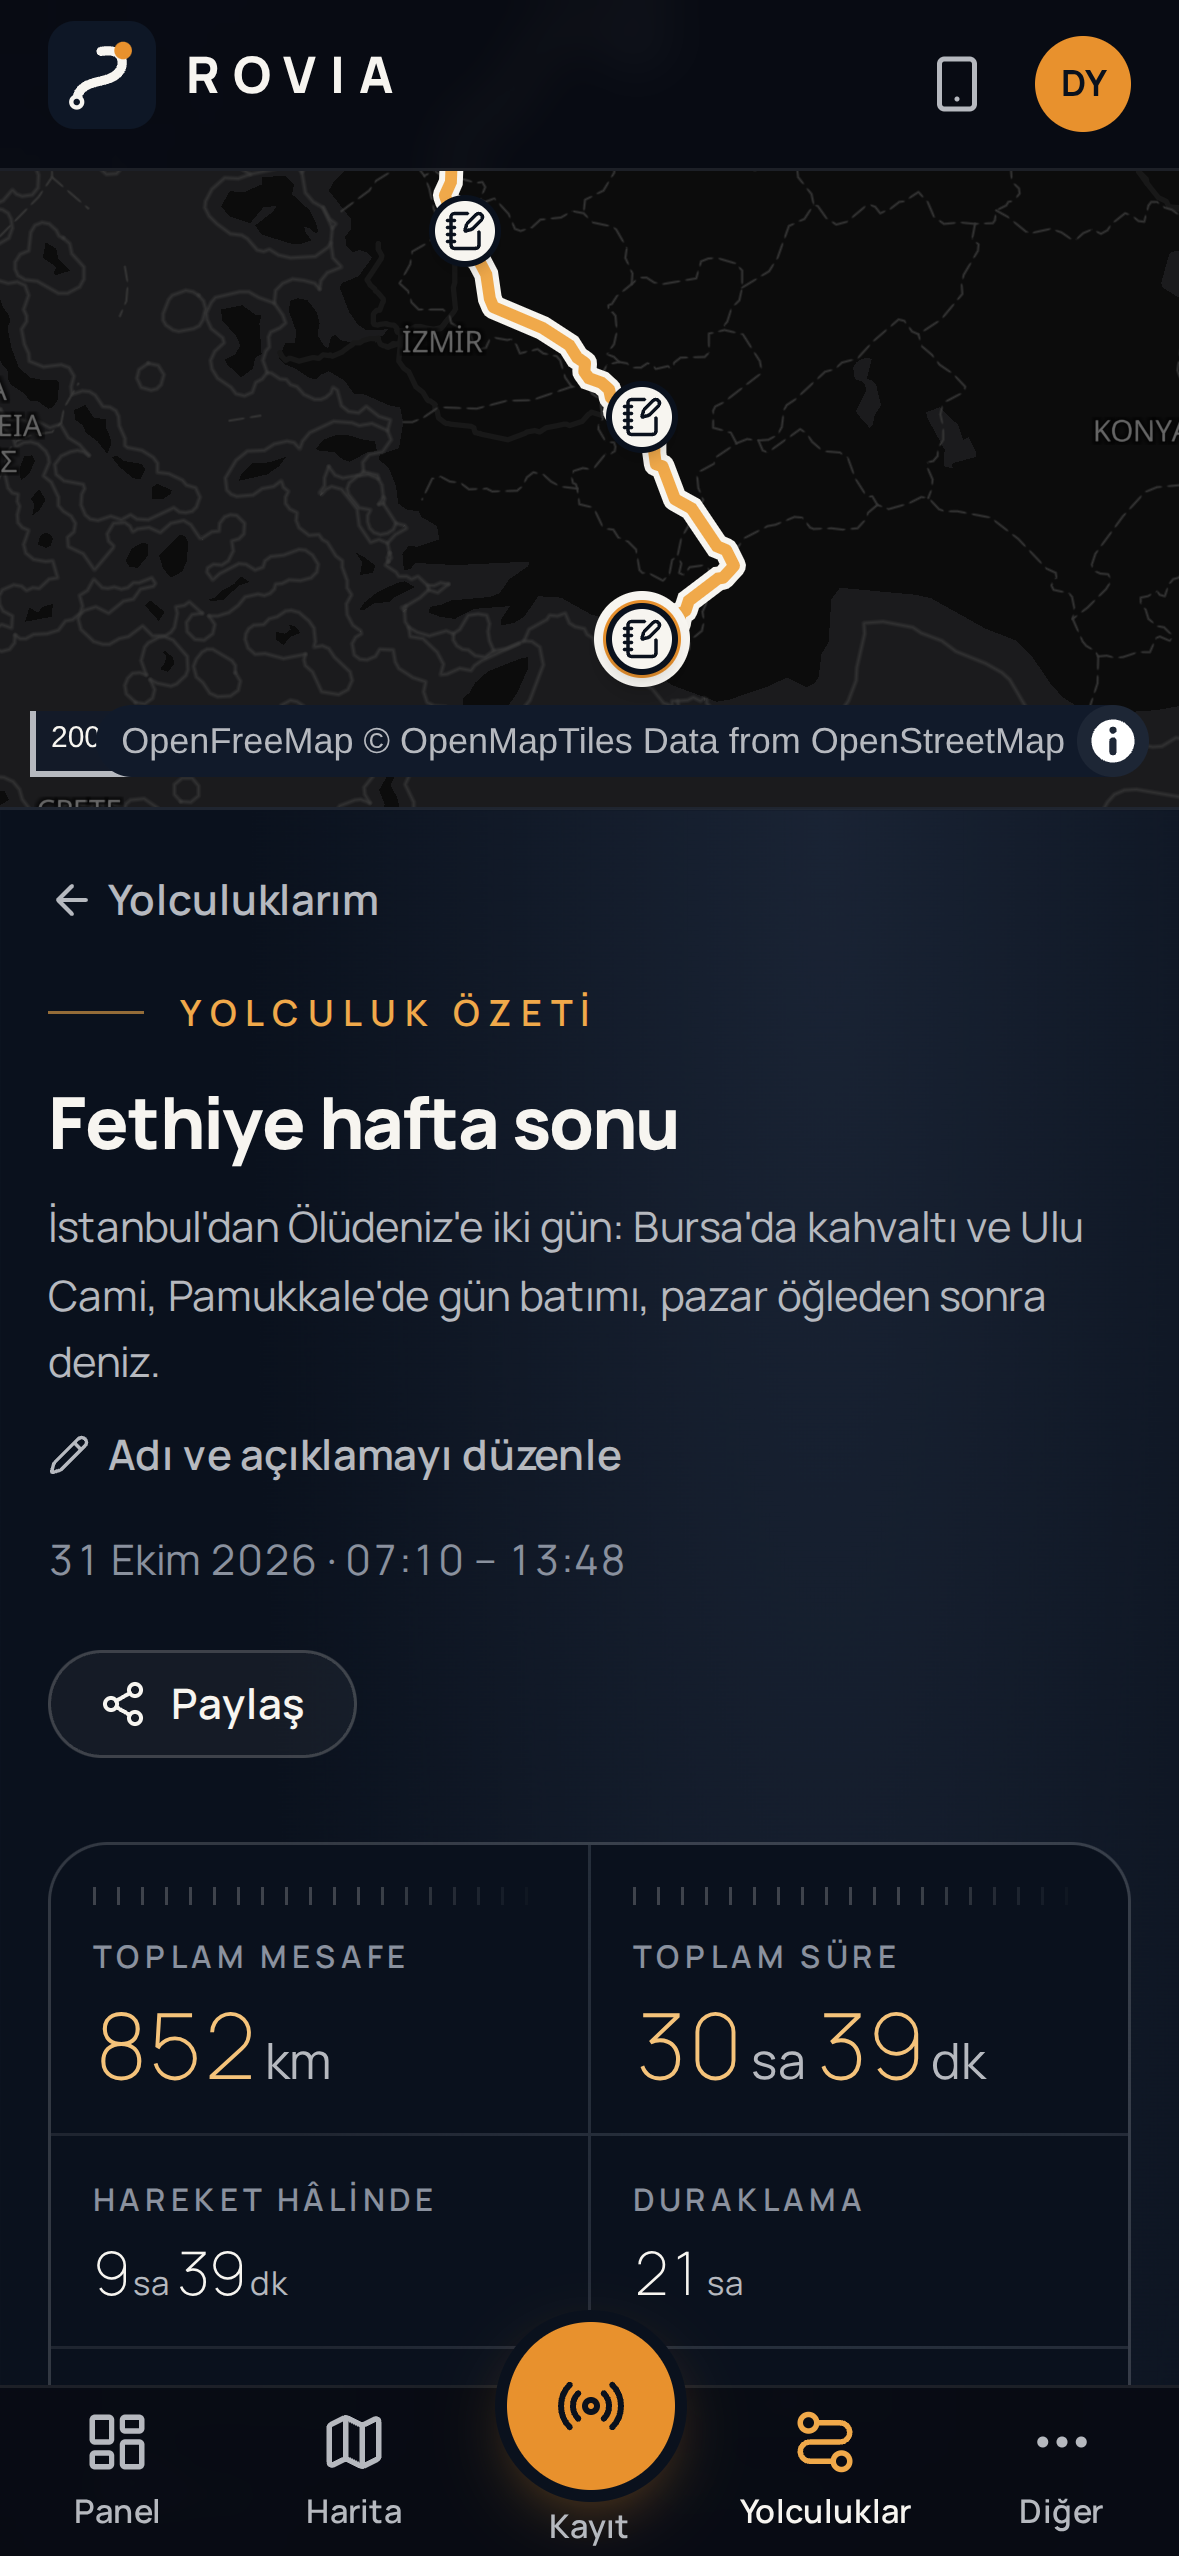 ROVIA
DY
İZMİR
EIA
Σ
KONYA
200
OpenFreeMap © OpenMapTiles Data from OpenStreetMap
Yolculuklarım
YOLCULUK ÖZETİ
Fethiye hafta sonu
İstanbul'dan Ölüdeniz'e iki gün: Bursa'da kahvaltı ve Ulu
Cami, Pamukkale'de gün batımı, pazar öğleden sonra
deniz.
Adı ve açıklamayı düzenle
31 Ekim 2026 · 07:10 – 13:48
Paylaş
TOPLAM MESAFE
852 km
TOPLAM SÜRE
30 sa 39 dk
HAREKET HÂLİNDE
9 sa 39 dk
DURAKLAMA
21 sa
Panel
Harita
Kayıt
Yolculuklar
Diğer